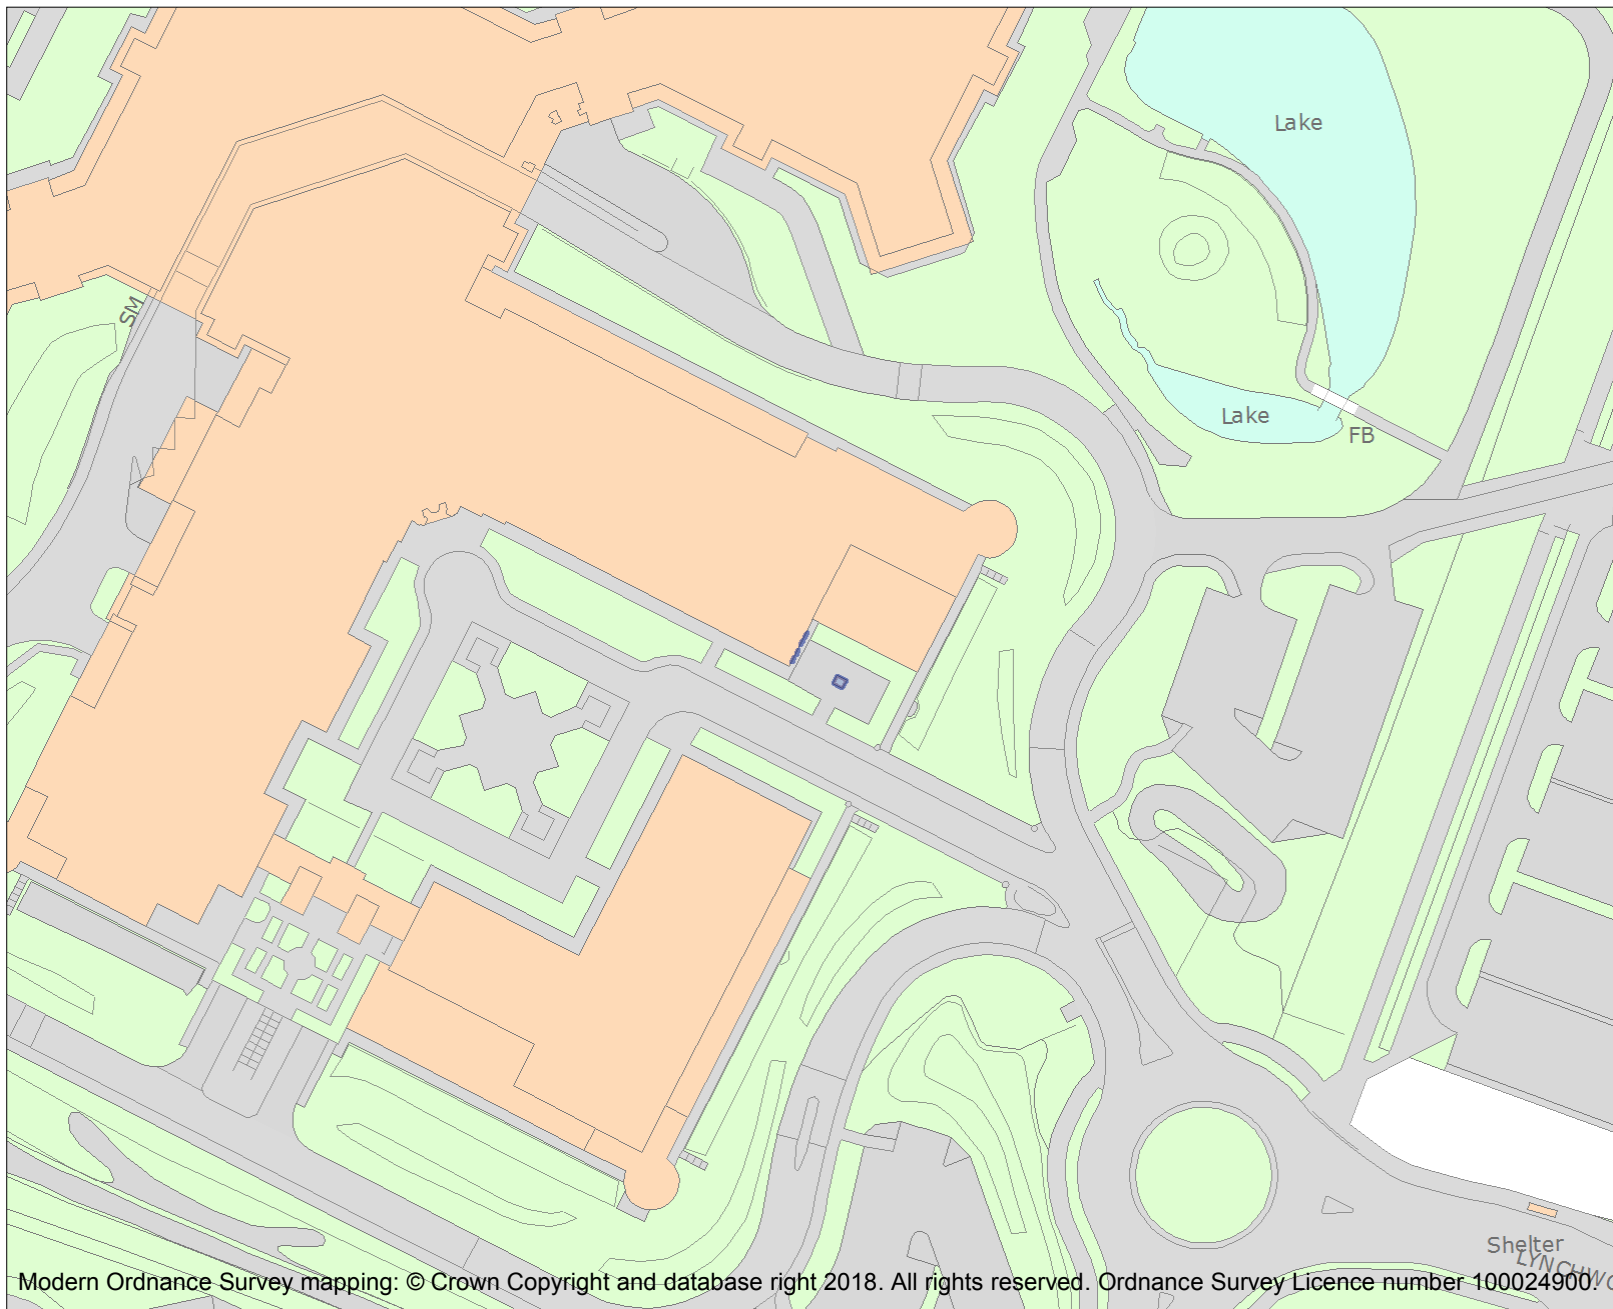 Lake
SM
Lake
FB
Shelter
Modern Ordnance Survey mapping: © Crown Copyright and database right 2018. All rights reserved. Ordnance Survey Licence number 100024900.